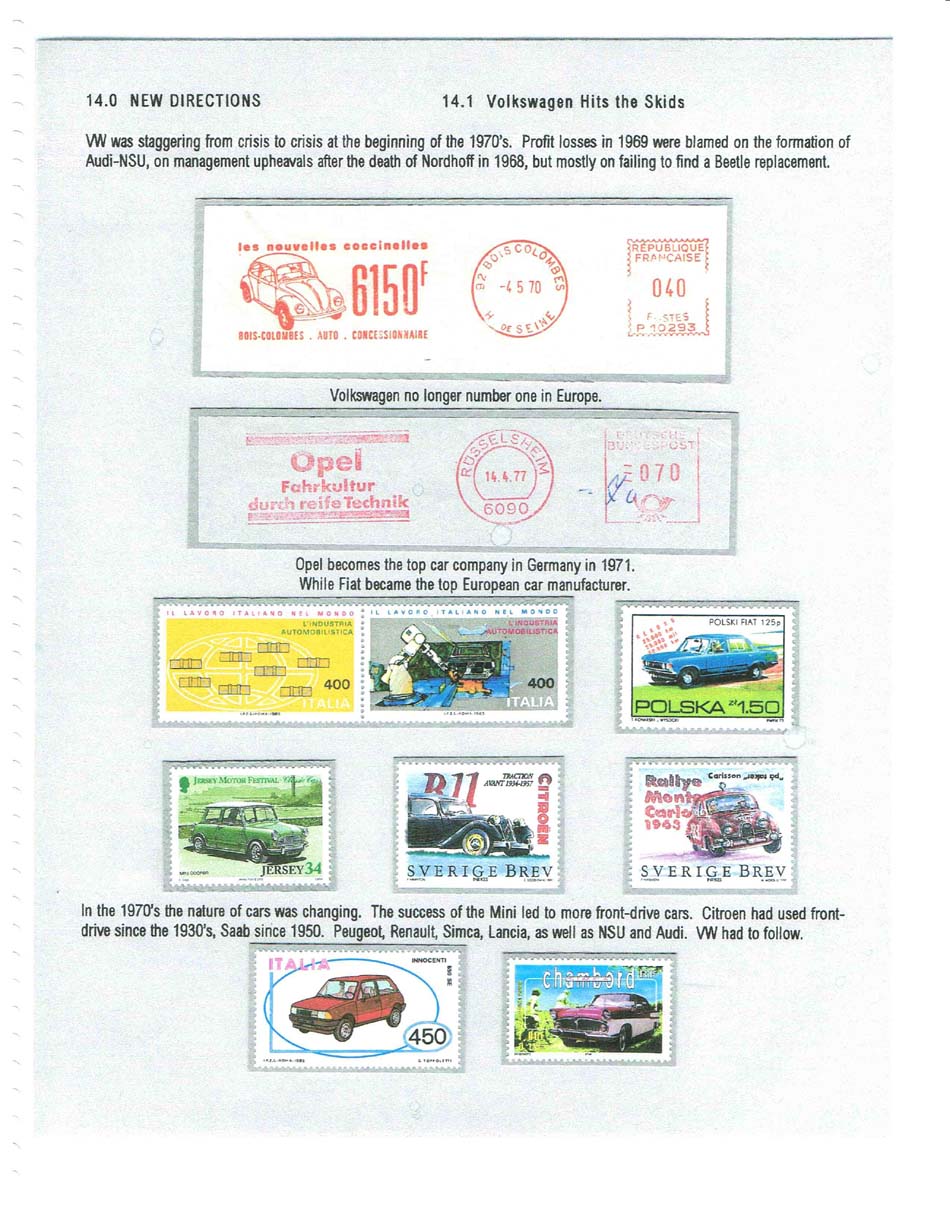 14.0 NEW DIRECTIONS
14.1 Volkswagen Hits the Skids
VW was staggering from crisis to crisis at the beginning of the 1970's. Profit losses in 1969 were blamed on the formation of
Audi-NSU, on management upheavals after the death of Nordhoff in 1968, but mostly on failing to find a Beetle replacement.
les nouvelles coccinelles
6150F
BOIS-COLOMBES . AUTO . CONCESSIONNAIRE
92 BOIS COLOMBES
-4 5 70
H. DE SEINE
RÉPUBLIQUE
FRANÇAISE
040
P 10293
Volkswagen no longer number one in Europe.
Opel
Fahrkultur
durch reife Technik
RÜSSELSHEIM
14.4.77
6090
DEUTSCHE
BUNDESPOST
070
Opel becomes the top car company in Germany in 1971.
While Fiat became the top European car manufacturer.
IL LAVORO ITALIANO NEL MONDO
L'INDUSTRIA
AUTOMOBILISTICA
400
ITALIA
IL LAVORO ITALIANO NEL MONDO
L'INDUSTRIA
AUTOMOBILISTICA
400
ITALIA
POLSKI FIAT 125p
POLSKA zł 1.50
JERSEY MOTOR FESTIVAL
MINI COOPER
JERSEY 34
B11
TRACTION
AVANT 1934-1957
CITROËN
SVERIGE BREV
Carlsson „på taket"
Rallye
Monte
Carlo
1963
SVERIGE BREV
In the 1970's the nature of cars was changing. The success of the Mini led to more front-drive cars. Citroen had used front-
drive since the 1930's, Saab since 1950. Peugeot, Renault, Simca, Lancia, as well as NSU and Audi. VW had to follow.
ITALIA
INNOCENTI
650 SE
450
chambord